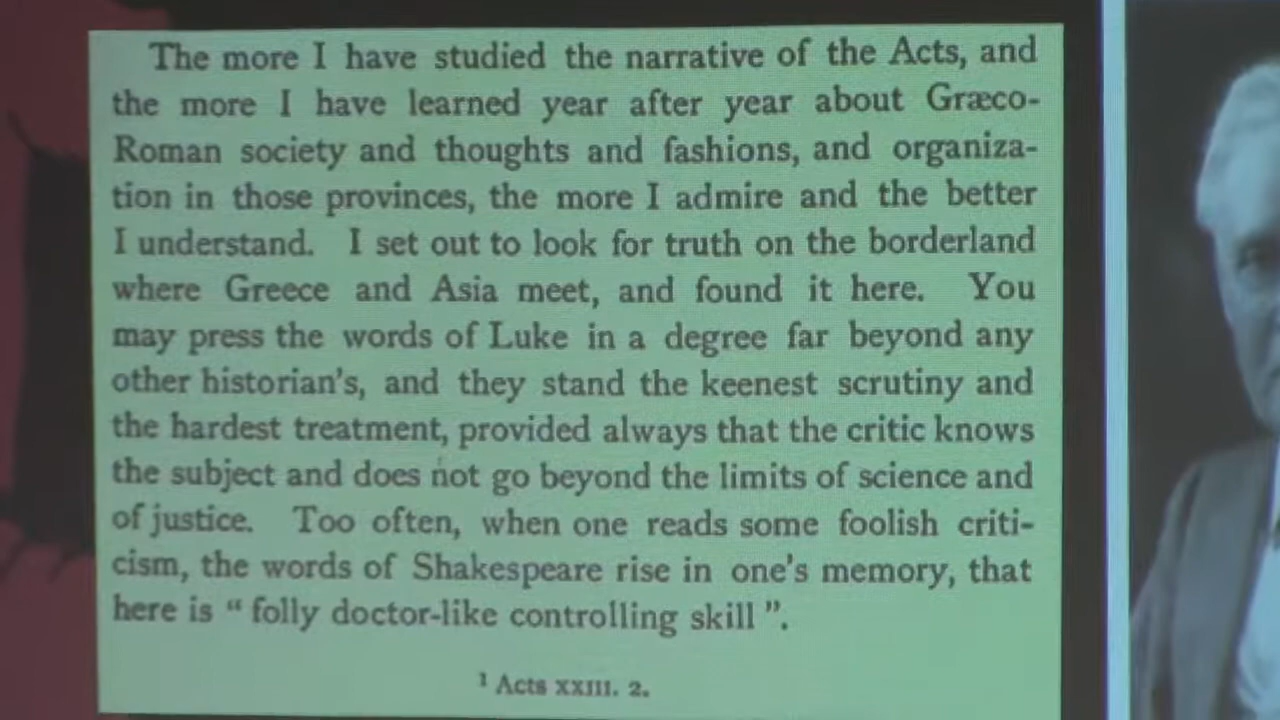 The more I have studied the narrative of the Acts, and
the more I have learned year after year about Græco-
Roman society and thoughts and fashions, and organiza-
tion in those provinces, the more I admire and the better
I understand. I set out to look for truth on the borderland
where Greece and Asia meet, and found it here. You
may press the words of Luke in a degree far beyond any
other historian's, and they stand the keenest scrutiny and
the hardest treatment, provided always that the critic knows
the subject and does not go beyond the limits of science and
of justice. Too often, when one reads some foolish criti-
cism, the words of Shakespeare rise in one's memory, that
here is “ folly doctor-like controlling skill ”.
¹ Acts XXIII. 2.